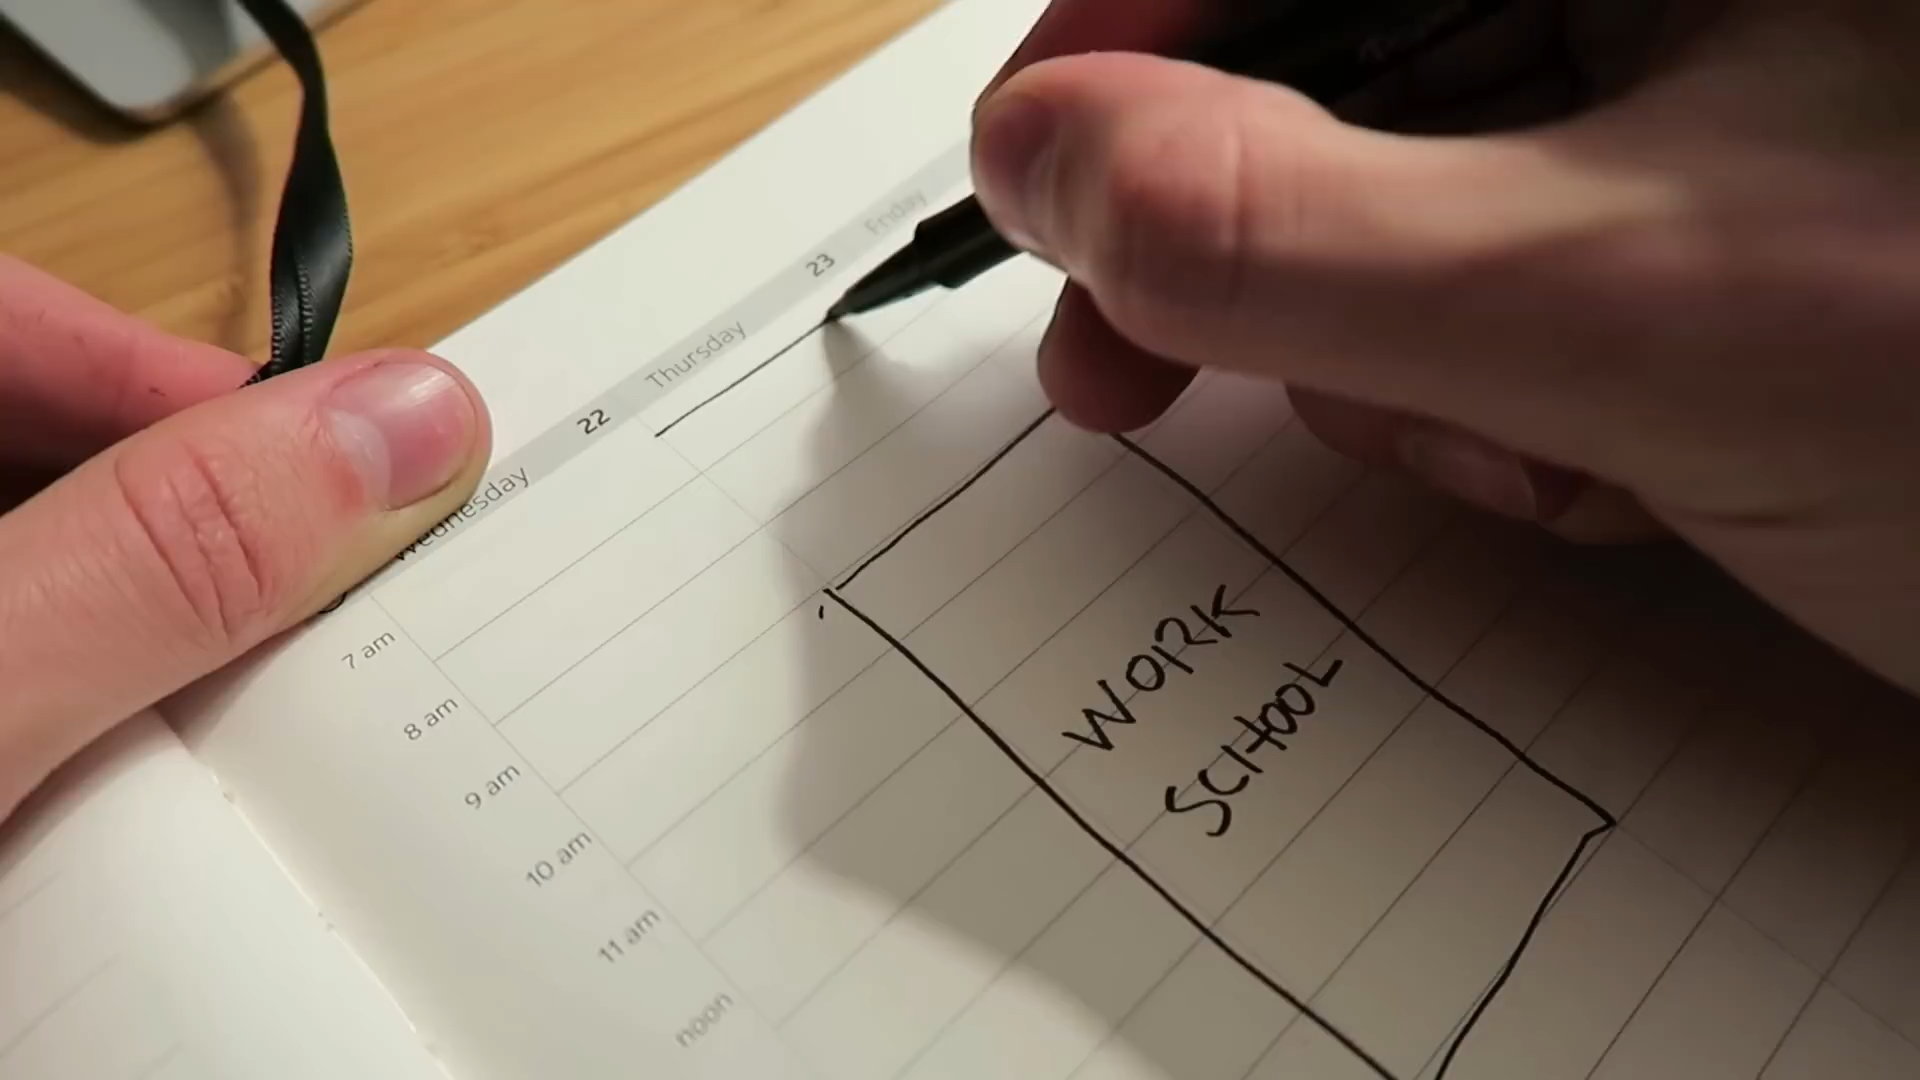 Wednesday 22 Thursday 23 Friday
7 am
8 am
9 am
10 am
11 am
noon
WORK
SCHOOL